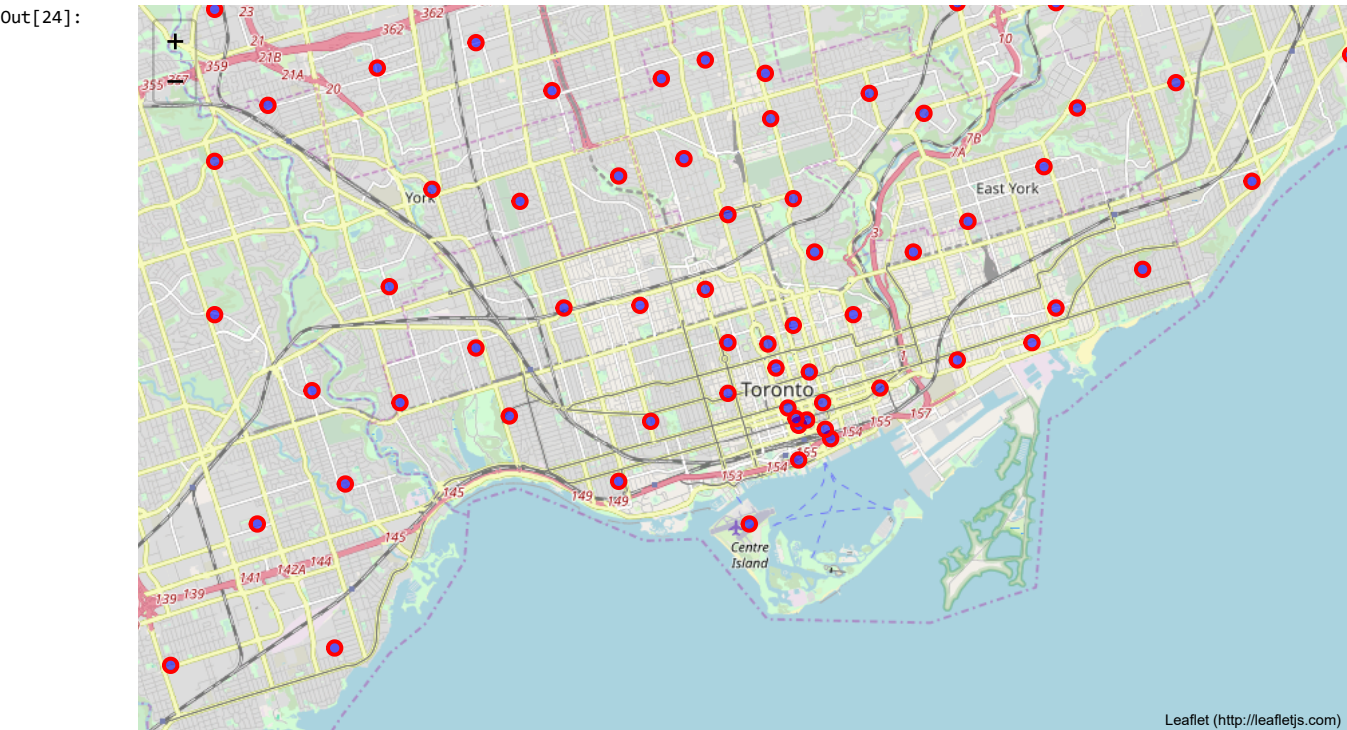 Out[24]:
23
362
362
21
21B
10
359
+
21A
355
357
20
−
7B
7A
York
East York
3
1
Toronto
157
155
154
155
154
153
145
149
149
145
Centre
Island
144
142A
141
139
139
Leaflet (http://leafletjs.com)